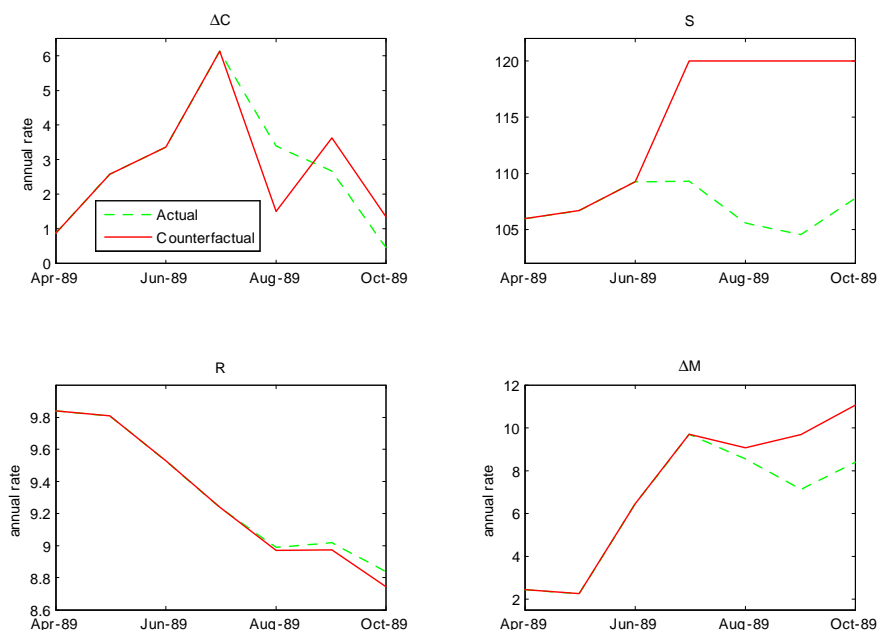 ΔC
6
5
4
3
2
1
0
annual rate
Actual
Counterfactual
Apr-89
Jun-89
Aug-89
Oct-89
S
120
115
110
105
Apr-89
Jun-89
Aug-89
Oct-89
R
9.8
9.6
9.4
9.2
9
8.8
8.6
annual rate
Apr-89
Jun-89
Aug-89
Oct-89
ΔM
12
10
8
6
4
2
annual rate
Apr-89
Jun-89
Aug-89
Oct-89